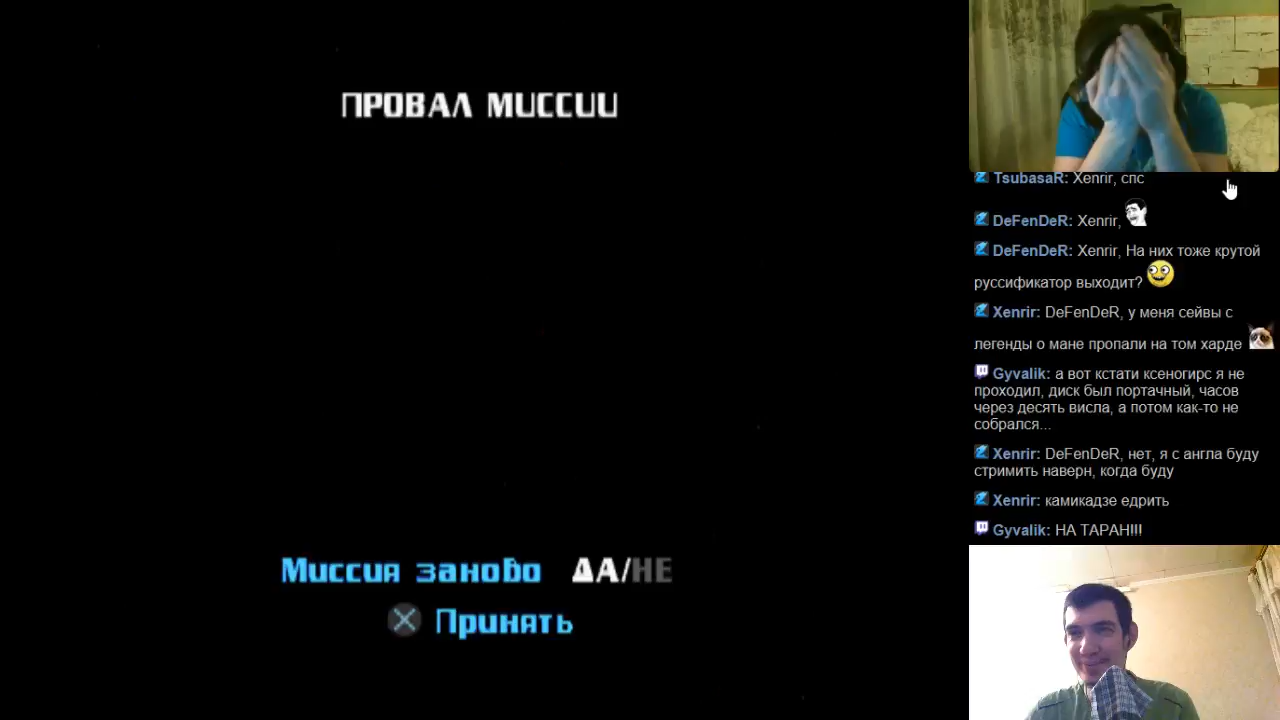 ПРОВАЛ МИССИИ
Миссия заново ДА/НЕ
Принять
TsubasaR: Xenrir, спс
DeFenDeR: Xenrir,
DeFenDeR: Xenrir, На них тоже крутой
руссификатор выходит?
Xenrir: DeFenDeR, у меня сейвы с
легенды о мане пропали на том харде
Gyvalik: а вот кстати ксеногирс я не
проходил, диск был портачный, часов
через десять висла, а потом как-то не
собрался...
Xenrir: DeFenDeR, нет, я с англа буду
стримить наверн, когда буду
Xenrir: камикадзе едрить
Gyvalik: НА ТАРАН!!!